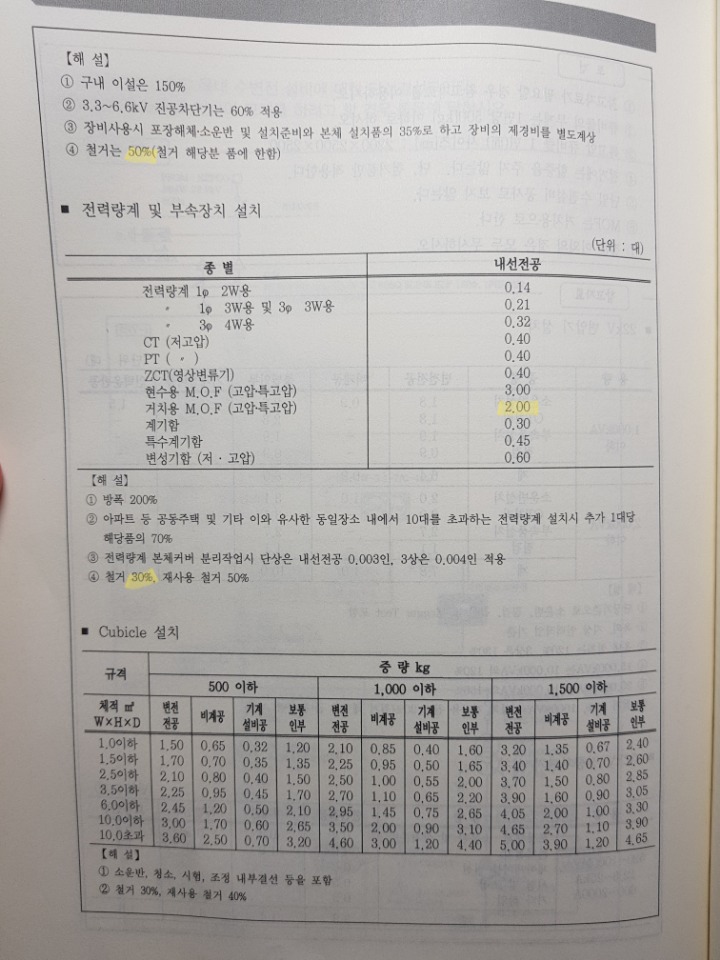 【해 설】
① 구내 이설은 150%
② 3.3~6.6kV 진공차단기는 60% 적용
③ 장비사용시 포장해체·소운반 및 설치준비와 본체 설치품의 35%로 하고 장비의 제경비를 별도계상
④ 철거는 50%(철거 해당분 품에 한함)
■ 전력량계 및 부속장치 설치
(단위 : 대)
종 별 내선전공
전력량계 1φ 2W용 0.14
〃 1φ 3W용 및 3φ 3W용 0.21
〃 3φ 4W용 0.32
CT (저고압) 0.40
PT ( 〃 ) 0.40
ZCT(영상변류기) 0.40
현수용 M.O.F (고압·특고압) 3.00
거치용 M.O.F (고압·특고압) 2.00
계기함 0.30
특수계기함 0.45
변성기함 (저·고압) 0.60
【해 설】
① 방폭 200%
② 아파트 등 공동주택 및 기타 이와 유사한 동일장소 내에서 10대를 초과하는 전력량계 설치시 추가 1대당
해당품의 70%
③ 전력량계 본체커버 분리작업시 단상은 내선전공 0.003인, 3상은 0.004인 적용
④ 철거 30%, 재사용 철거 50%
■ Cubicle 설치
규격 중 량 kg
500 이하 1,000 이하 1,500 이하
체적 ㎥ W×H×D 변전전공 비계공 기계설비공 보통인부 변전전공 비계공 기계설비공 보통인부 변전전공 비계공 기계설비공 보통인부
1.0이하 1.50 0.65 0.32 1.20 2.10 0.85 0.40 1.60 3.20 1.35 0.67 2.40
1.5이하 1.70 0.70 0.35 1.35 2.25 0.95 0.50 1.65 3.40 1.40 0.70 2.60
2.5이하 2.10 0.80 0.40 1.50 2.50 1.00 0.55 2.00 3.70 1.50 0.80 2.85
3.5이하 2.25 0.95 0.45 1.70 2.70 1.10 0.65 2.20 3.90 1.60 0.90 3.05
6.0이하 2.45 1.20 0.50 2.10 2.95 1.45 0.75 2.65 4.05 2.00 1.00 3.30
10.0이하 3.00 1.70 0.60 2.65 3.50 2.00 0.90 3.10 4.65 2.70 1.10 3.90
10.0초과 3.60 2.50 0.70 3.20 4.60 3.00 1.20 4.40 5.00 3.90 1.20 4.65
【해 설】
① 소운반, 청소, 시험, 조정 내부결선 등을 포함
② 철거 30%, 재사용 철거 40%